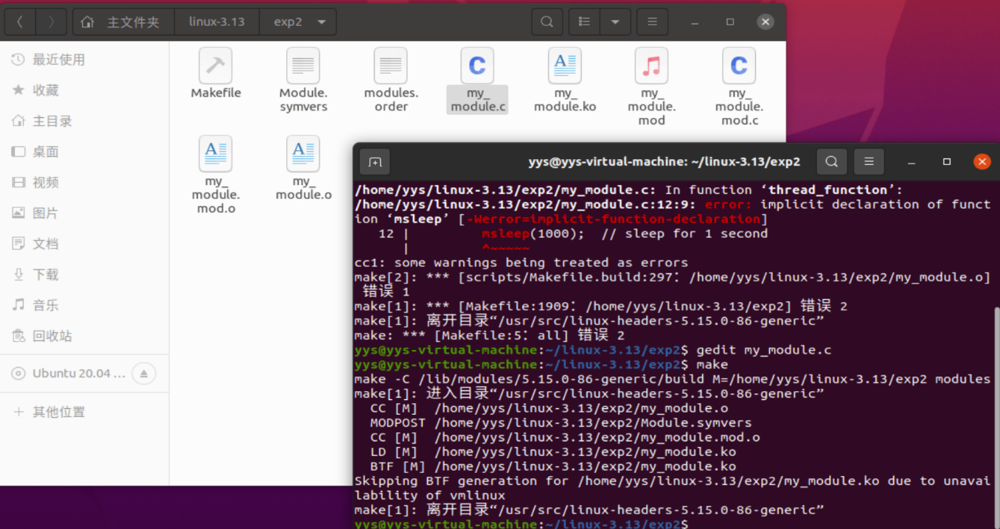 主文件夹 linux-3.13 exp2
最近使用
收藏
主目录
桌面
视频
图片
文档
下载
音乐
回收站
Ubuntu 20.04 ...
其他位置
Makefile
Module.
symvers
modules.
order
my_
module.c
my_
module.ko
my_
module.
mod
my_
module.
mod.c
my_
module.
mod.o
my_
module.o
yys@yys-virtual-machine: ~/linux-3.13/exp2
/home/yys/linux-3.13/exp2/my_module.c: In function ‘thread_function’:
/home/yys/linux-3.13/exp2/my_module.c:12:9: error: implicit declaration of funct
ion ‘msleep’ [-Werror=implicit-function-declaration]
12 | msleep(1000); // sleep for 1 second
| ^~~~~~
cc1: some warnings being treated as errors
make[2]: *** [scripts/Makefile.build:297：/home/yys/linux-3.13/exp2/my_module.o]
错误 1
make[1]: *** [Makefile:1909：/home/yys/linux-3.13/exp2] 错误 2
make[1]: 离开目录“/usr/src/linux-headers-5.15.0-86-generic”
make: *** [Makefile:5：all] 错误 2
yys@yys-virtual-machine:~/linux-3.13/exp2$ gedit my_module.c
yys@yys-virtual-machine:~/linux-3.13/exp2$ make
make -C /lib/modules/5.15.0-86-generic/build M=/home/yys/linux-3.13/exp2 modules
make[1]: 进入目录“/usr/src/linux-headers-5.15.0-86-generic”
CC [M] /home/yys/linux-3.13/exp2/my_module.o
MODPOST /home/yys/linux-3.13/exp2/Module.symvers
CC [M] /home/yys/linux-3.13/exp2/my_module.mod.o
LD [M] /home/yys/linux-3.13/exp2/my_module.ko
BTF [M] /home/yys/linux-3.13/exp2/my_module.ko
Skipping BTF generation for /home/yys/linux-3.13/exp2/my_module.ko due to unavai
lability of vmlinux
make[1]: 离开目录“/usr/src/linux-headers-5.15.0-86-generic”
yys@yys-virtual-machine:~/linux-3.13/exp2$